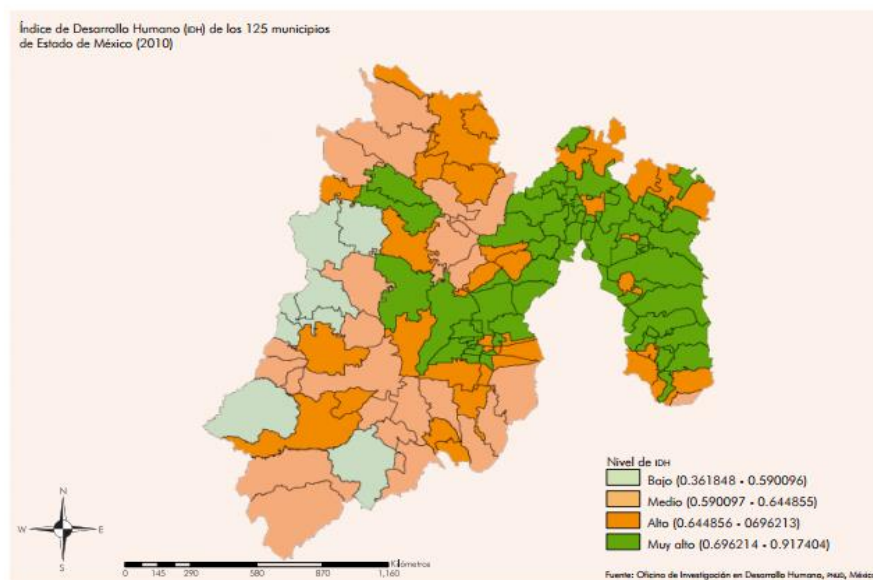 Índice de Desarrollo Humano (IDH) de los 125 municipios
de Estado de México (2010)
N
W E
S
Kilómetros
0 145 290 580 870 1,160
Nivel de IDH
Bajo (0.361848 - 0.590096)
Medio (0.590097 - 0.644855)
Alto (0.644856 - 0696213)
Muy alto (0.696214 - 0.917404)
Fuente: Oficina de Investigación en Desarrollo Humano, PNUD, México